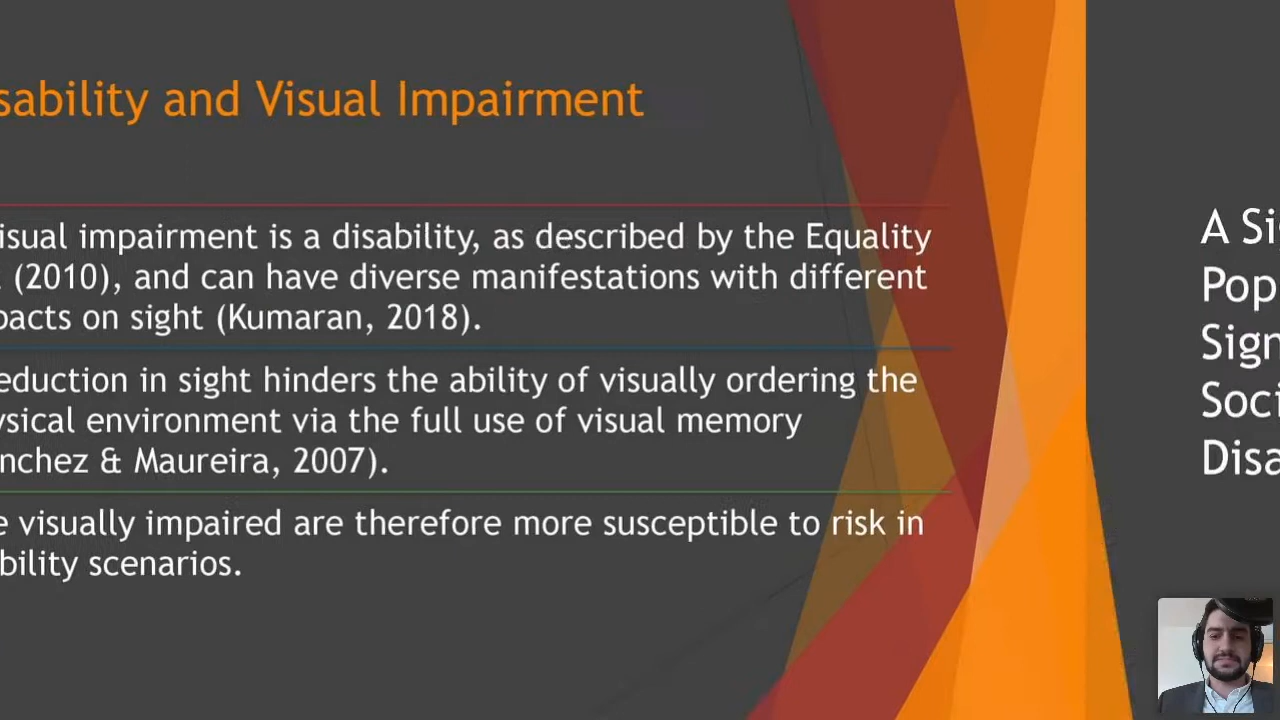 sability and Visual Impairment
isual impairment is a disability, as described by the Equality
(2010), and can have diverse manifestations with different
pacts on sight (Kumaran, 2018).
eduction in sight hinders the ability of visually ordering the
ysical environment via the full use of visual memory
nchez & Maureira, 2007).
e visually impaired are therefore more susceptible to risk in
bility scenarios.
A Si
Pop
Sign
Soci
Disa